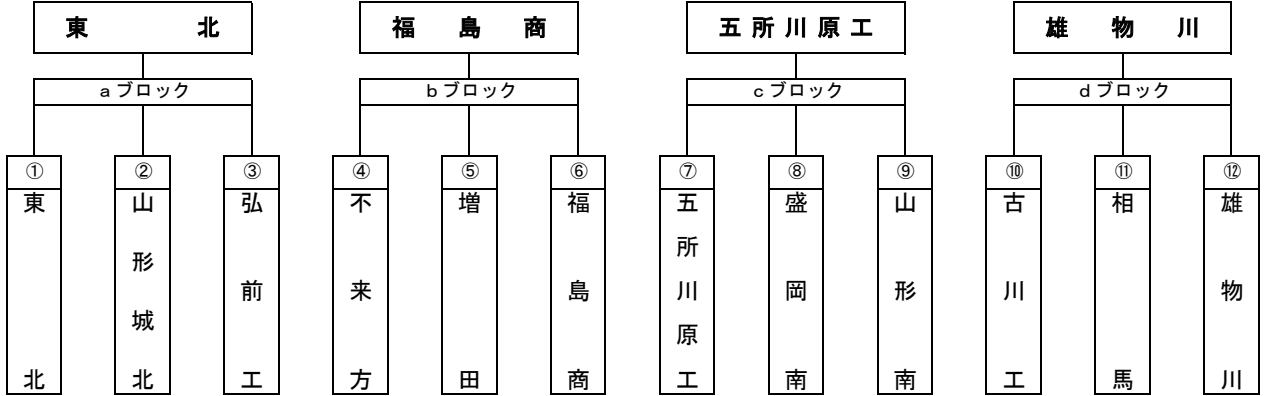 東北
福島商
五所川原工
雄物川
aブロック
bブロック
cブロック
dブロック
①
東北
②
山形城北
③
弘前工
④
不来方
⑤
増田
⑥
福島商
⑦
五所川原工
⑧
盛岡南
⑨
山形南
⑩
古川工
⑪
相馬
⑫
雄物川